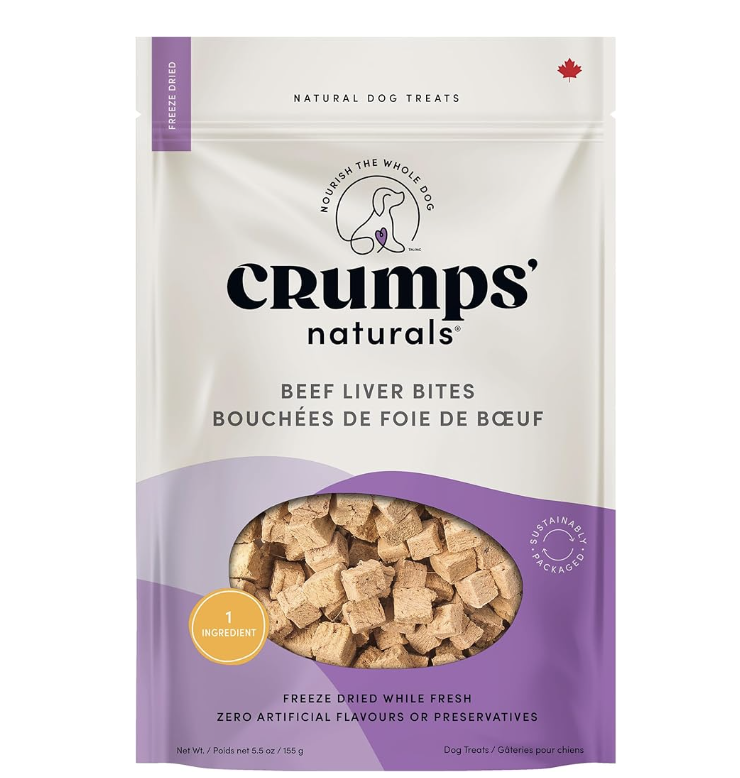 FREEZE DRIED
NATURAL DOG TREATS
NOURISH THE WHOLE DOG
CRUMPS'
naturals®
BEEF LIVER BITES
BOUCHÉES DE FOIE DE BŒUF
SUSTAINABLY
PACKAGED
1
INGREDIENT
FREEZE DRIED WHILE FRESH
ZERO ARTIFICIAL FLAVOURS OR PRESERVATIVES
Net Wt. / Poids net 5.5 oz / 155 g
Dog Treats / Gâteries pour chiens